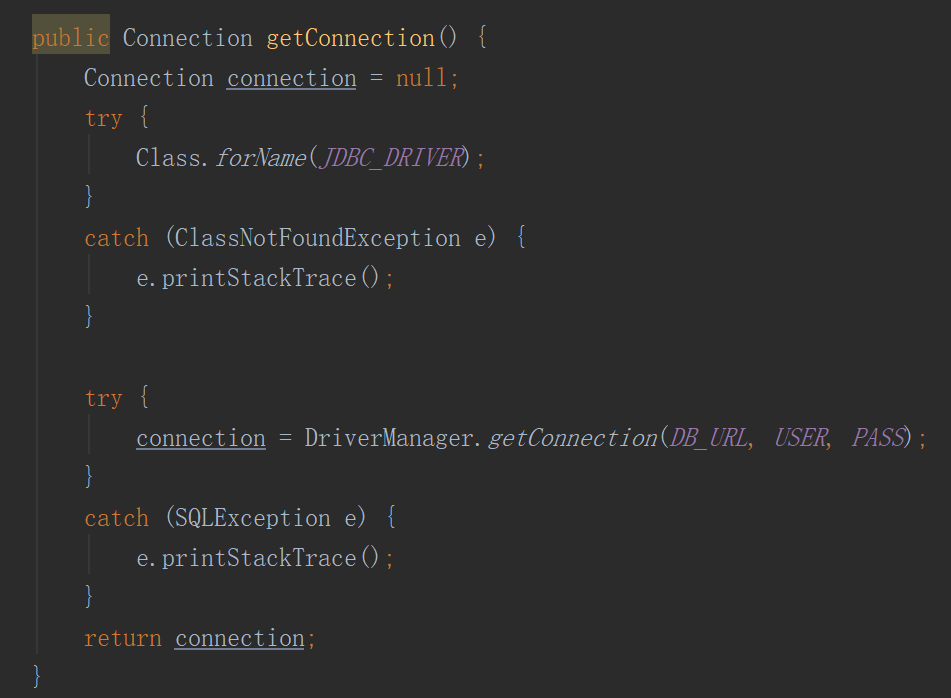 public Connection getConnection() {
Connection connection = null;
try {
Class.forName(JDBC_DRIVER);
}
catch (ClassNotFoundException e) {
e.printStackTrace();
}
try {
connection = DriverManager.getConnection(DB_URL, USER, PASS);
}
catch (SQLException e) {
e.printStackTrace();
}
return connection;
}